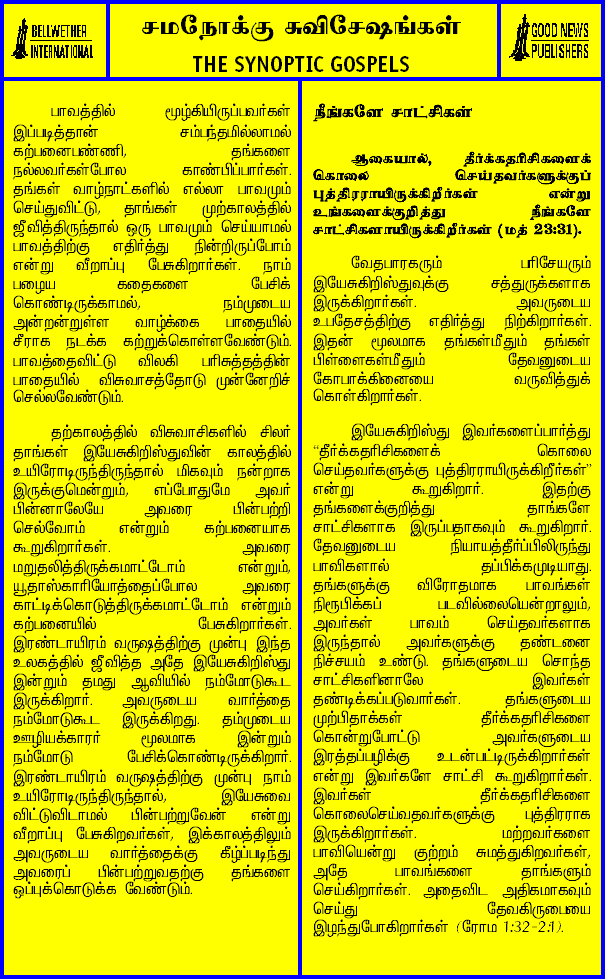 BELLWETHER
INTERNATIONAL
சமநோக்கு சுவிசேஷங்கள்
THE SYNOPTIC GOSPELS
GOOD NEWS
PUBLISHERS
பாவத்தில் மூழ்கியிருப்பவர்கள்
இப்படித்தான் சம்பந்தமில்லாமல்
கற்பனைபண்ணி, தங்களை
நல்லவர்கள்போல காண்பிப்பார்கள்.
தங்கள் வாழ்நாட்களில் எல்லா பாவமும்
செய்துவிட்டு, தாங்கள் முற்காலத்தில்
ஜீவித்திருந்தால் ஒரு பாவமும் செய்யாமல்
பாவத்திற்கு எதிர்த்து நின்றிருப்போம்
என்று வீறாப்பு பேசுகிறார்கள். நாம்
பழைய கதைகளை பேசிக்
கொண்டிருக்காமல், நம்முடைய
அன்றன்றுள்ள வாழ்க்கை பாதையில்
சீராக நடக்க கற்றுக்கொள்ளவேண்டும்.
பாவத்தைவிட்டு விலகி பரிசுத்தத்தின்
பாதையில் விசுவாசத்தோடு முன்னேறிச்
செல்லவேண்டும்.
தற்காலத்தில் விசுவாசிகளில் சிலர்
தாங்கள் இயேசுகிறிஸ்துவின் காலத்தில்
உயிரோடிருந்திருந்தால் மிகவும் நன்றாக
இருக்குமென்றும், எப்போதுமே அவர்
பின்னாலேயே அவரை பின்பற்றி
செல்வோம் என்றும் கற்பனையாக
கூறுகிறார்கள். அவரை
மறுதலித்திருக்கமாட்டோம் என்றும்,
யூதாஸ்காரியோத்தைப்போல அவரை
காட்டிக்கொடுத்திருக்கமாட்டோம் என்றும்
கற்பனையில் பேசுகிறார்கள்.
இரண்டாயிரம் வருஷத்திற்கு முன்பு இந்த
உலகத்தில் ஜீவித்த அதே இயேசுகிறிஸ்து
இன்றும் தமது ஆவியில் நம்மோடுகூட
இருக்கிறார். அவருடைய வார்த்தை
நம்மோடுகூட இருக்கிறது. தம்முடைய
ஊழியக்காரர் மூலமாக இன்றும்
நம்மோடு பேசிக்கொண்டிருக்கிறார்.
இரண்டாயிரம் வருஷத்திற்கு முன்பு நாம்
உயிரோடிருந்திருந்தால், இயேசுவை
விட்டுவிடாமல் பின்பற்றுவேன் என்று
வீறாப்பு பேசுகிறவர்கள், இக்காலத்திலும்
அவருடைய வார்த்தைக்கு கீழ்ப்படிந்து
அவரைப் பின்பற்றுவதற்கு தங்களை
ஒப்புக்கொடுக்க வேண்டும்.
நீங்களே சாட்சிகள்
ஆகையால், தீர்க்கதரிசிகளைக்
கொலை செய்தவர்களுக்குப்
புத்திரராயிருக்கிறீர்கள் என்று
உங்களைக்குறித்து நீங்களே
சாட்சிகளாயிருக்கிறீர்கள் (மத் 23:31).
வேதபாரகரும் பரிசேயரும்
இயேசுகிறிஸ்துவுக்கு சத்துருக்களாக
இருக்கிறார்கள். அவருடைய
உபதேசத்திற்கு எதிர்த்து நிற்கிறார்கள்.
இதன் மூலமாக தங்கள்மீதும் தங்கள்
பிள்ளைகள்மீதும் தேவனுடைய
கோபாக்கினையை வருவித்துக்
கொள்கிறார்கள்.
இயேசுகிறிஸ்து இவர்களைப்பார்த்து
“தீர்க்கதரிசிகளைக் கொலை
செய்தவர்களுக்கு புத்திரராயிருக்கிறீர்கள்”
என்று கூறுகிறார். இதற்கு
தங்களைக்குறித்து தாங்களே
சாட்சிகளாக இருப்பதாகவும் கூறுகிறார்.
தேவனுடைய நியாயத்தீர்ப்பிலிருந்து
பாவிகளால் தப்பிக்கமுடியாது.
தங்களுக்கு விரோதமாக பாவங்கள்
நிரூபிக்கப் படவில்லையென்றாலும்,
அவர்கள் பாவம் செய்தவர்களாக
இருந்தால் அவர்களுக்கு தண்டனை
நிச்சயம் உண்டு. தங்களுடைய சொந்த
சாட்சிகளினாலே இவர்கள்
தண்டிக்கப்படுவார்கள். தங்களுடைய
முற்பிதாக்கள் தீர்க்கதரிசிகளை
கொன்றுபோட்டு அவர்களுடைய
இரத்தப்பழிக்கு உடன்பட்டிருக்கிறார்கள்
என்று இவர்களே சாட்சி கூறுகிறார்கள்.
இவர்கள் தீர்க்கதரிசிகளை
கொலைசெய்வதவர்களுக்கு புத்திரராக
இருக்கிறார்கள். மற்றவர்களை
பாவியென்று குற்றம் சுமத்துகிறவர்கள்,
அதே பாவங்களை தாங்களும்
செய்கிறார்கள். அதைவிட அதிகமாகவும்
செய்து தேவகிருபையை
இழந்துபோகிறார்கள் (ரோம 1:32-2:1).